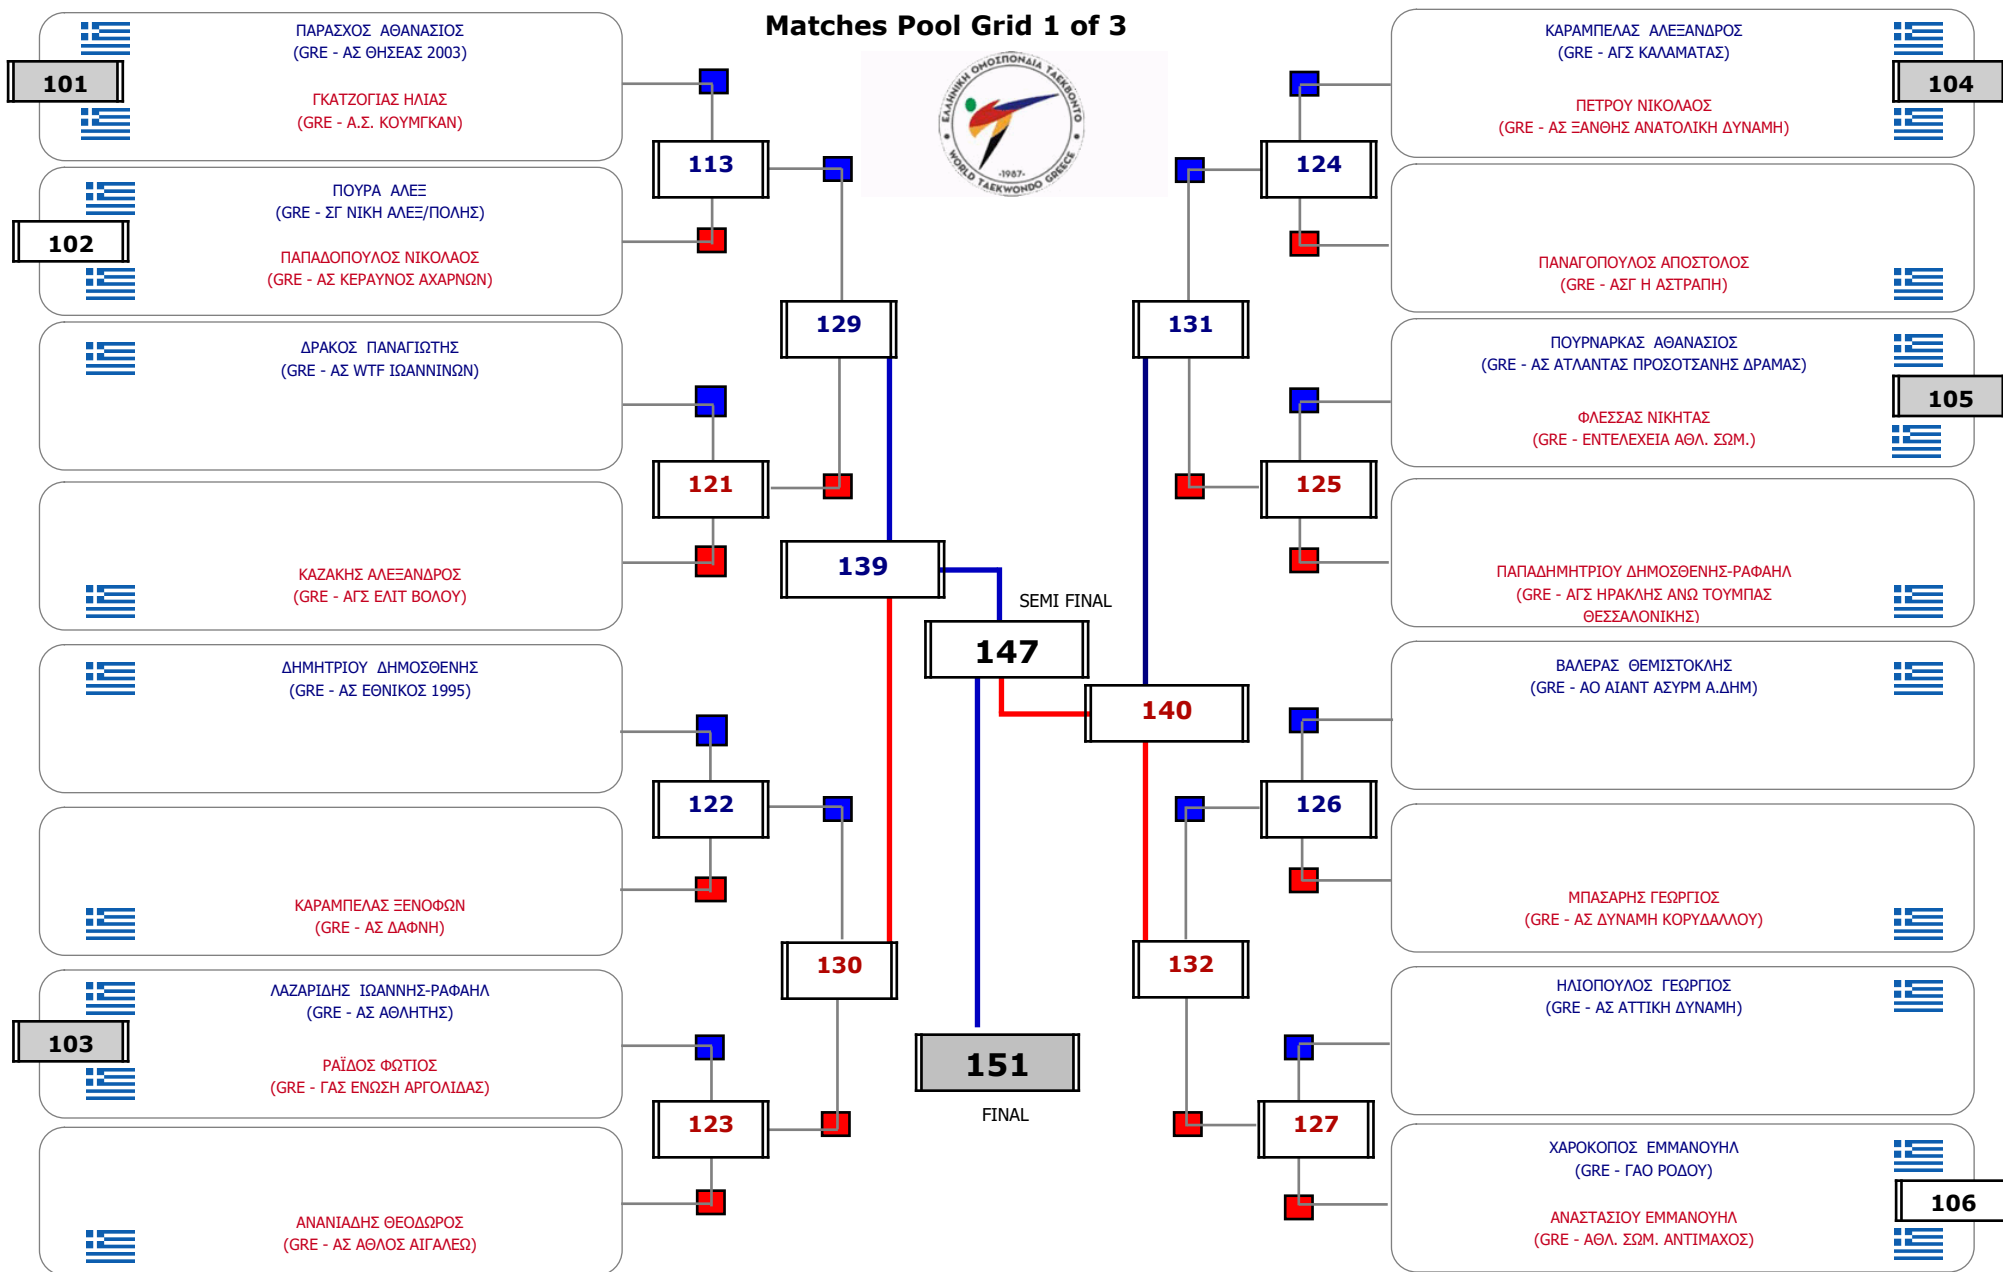 Matches Pool Grid 1 of 3
ΕΛΛΗΝΙΚΗ ΟΜΟΣΠΟΝΔΙΑ ΤΑΕΚΒΟΝΤΟ
-1987-
WORLD TAEKWONDO GREECE
101
ΠΑΡΑΣΧΟΣ ΑΘΑΝΑΣΙΟΣ
(GRE - ΑΣ ΘΗΣΕΑΣ 2003)
ΓΚΑΤΖΟΓΙΑΣ ΗΛΙΑΣ
(GRE - Α.Σ. ΚΟΥΜΓΚΑΝ)
102
ΠΟΥΡΑ ΑΛΕΞ
(GRE - ΣΓ ΝΙΚΗ ΑΛΕΞ/ΠΟΛΗΣ)
ΠΑΠΑΔΟΠΟΥΛΟΣ ΝΙΚΟΛΑΟΣ
(GRE - ΑΣ ΚΕΡΑΥΝΟΣ ΑΧΑΡΝΩΝ)
ΔΡΑΚΟΣ ΠΑΝΑΓΙΩΤΗΣ
(GRE - ΑΣ WTF ΙΩΑΝΝΙΝΩΝ)
ΚΑΖΑΚΗΣ ΑΛΕΞΑΝΔΡΟΣ
(GRE - ΑΓΣ ΕΛΙΤ ΒΟΛΟΥ)
ΔΗΜΗΤΡΙΟΥ ΔΗΜΟΣΘΕΝΗΣ
(GRE - ΑΣ ΕΘΝΙΚΟΣ 1995)
ΚΑΡΑΜΠΕΛΑΣ ΞΕΝΟΦΩΝ
(GRE - ΑΣ ΔΑΦΝΗ)
103
ΛΑΖΑΡΙΔΗΣ ΙΩΑΝΝΗΣ-ΡΑΦΑΗΛ
(GRE - ΑΣ ΑΘΛΗΤΗΣ)
ΡΑΪΔΟΣ ΦΩΤΙΟΣ
(GRE - ΓΑΣ ΕΝΩΣΗ ΑΡΓΟΛΙΔΑΣ)
ΑΝΑΝΙΑΔΗΣ ΘΕΟΔΩΡΟΣ
(GRE - ΑΣ ΑΘΛΟΣ ΑΙΓΑΛΕΩ)
113
121
122
123
129
130
139
SEMI FINAL
147
140
151
FINAL
131
132
124
125
126
127
ΚΑΡΑΜΠΕΛΑΣ ΑΛΕΞΑΝΔΡΟΣ
(GRE - ΑΓΣ ΚΑΛΑΜΑΤΑΣ)
104
ΠΕΤΡΟΥ ΝΙΚΟΛΑΟΣ
(GRE - ΑΣ ΞΑΝΘΗΣ ΑΝΑΤΟΛΙΚΗ ΔΥΝΑΜΗ)
ΠΑΝΑΓΟΠΟΥΛΟΣ ΑΠΟΣΤΟΛΟΣ
(GRE - ΑΣΓ Η ΑΣΤΡΑΠΗ)
ΠΟΥΡΝΑΡΚΑΣ ΑΘΑΝΑΣΙΟΣ
(GRE - ΑΣ ΑΤΛΑΝΤΑΣ ΠΡΟΣΟΤΣΑΝΗΣ ΔΡΑΜΑΣ)
105
ΦΛΕΣΣΑΣ ΝΙΚΗΤΑΣ
(GRE - ΕΝΤΕΛΕΧΕΙΑ ΑΘΛ. ΣΩΜ.)
ΠΑΠΑΔΗΜΗΤΡΙΟΥ ΔΗΜΟΣΘΕΝΗΣ-ΡΑΦΑΗΛ
(GRE - ΑΓΣ ΗΡΑΚΛΗΣ ΑΝΩ ΤΟΥΜΠΑΣ
ΘΕΣΣΑΛΟΝΙΚΗΣ)
ΒΑΛΕΡΑΣ ΘΕΜΙΣΤΟΚΛΗΣ
(GRE - ΑΟ ΑΙΑΝΤ ΑΣΥΡΜ Α.ΔΗΜ)
ΜΠΑΣΑΡΗΣ ΓΕΩΡΓΙΟΣ
(GRE - ΑΣ ΔΥΝΑΜΗ ΚΟΡΥΔΑΛΛΟΥ)
ΗΛΙΟΠΟΥΛΟΣ ΓΕΩΡΓΙΟΣ
(GRE - ΑΣ ΑΤΤΙΚΗ ΔΥΝΑΜΗ)
ΧΑΡΟΚΟΠΟΣ ΕΜΜΑΝΟΥΗΛ
(GRE - ΓΑΟ ΡΟΔΟΥ)
106
ΑΝΑΣΤΑΣΙΟΥ ΕΜΜΑΝΟΥΗΛ
(GRE - ΑΘΛ. ΣΩΜ. ΑΝΤΙΜΑΧΟΣ)